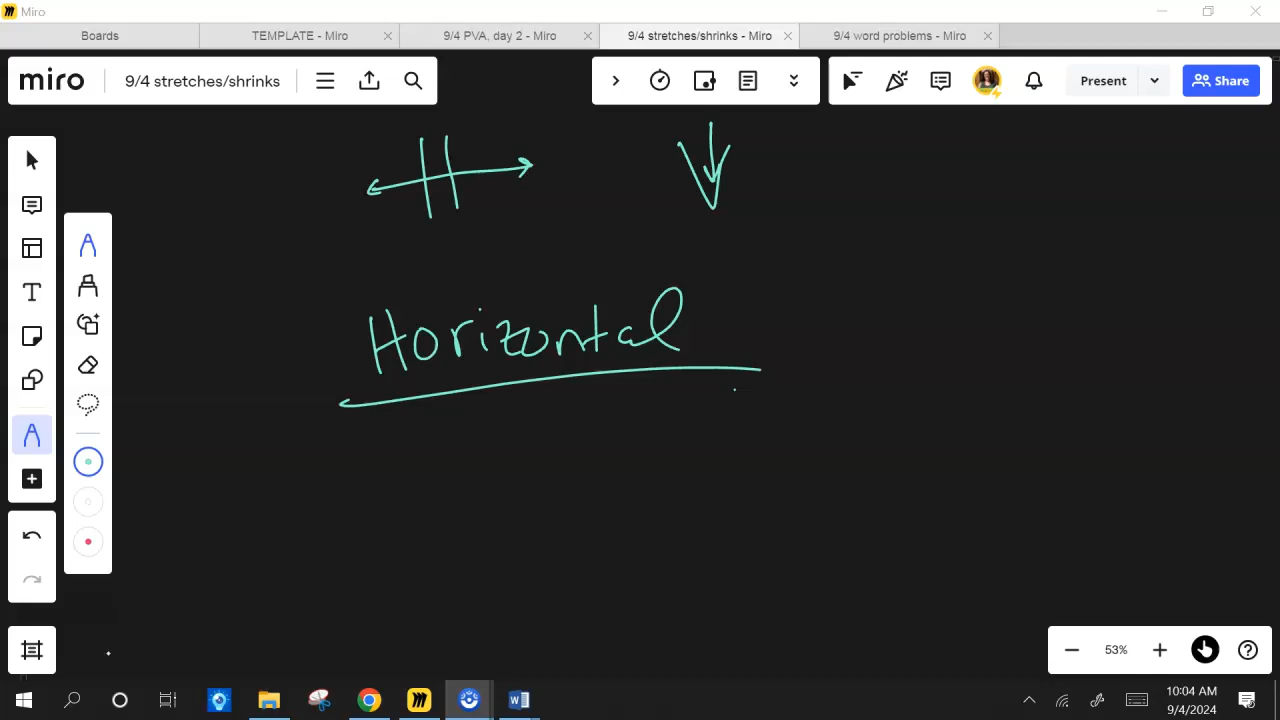 Miro
Boards
TEMPLATE - Miro
9/4 PVA, day 2 - Miro
9/4 stretches/shrinks - Miro
9/4 word problems - Miro
miro
9/4 stretches/shrinks
Present
Share
Horizontal
53%
10:04 AM
9/4/2024